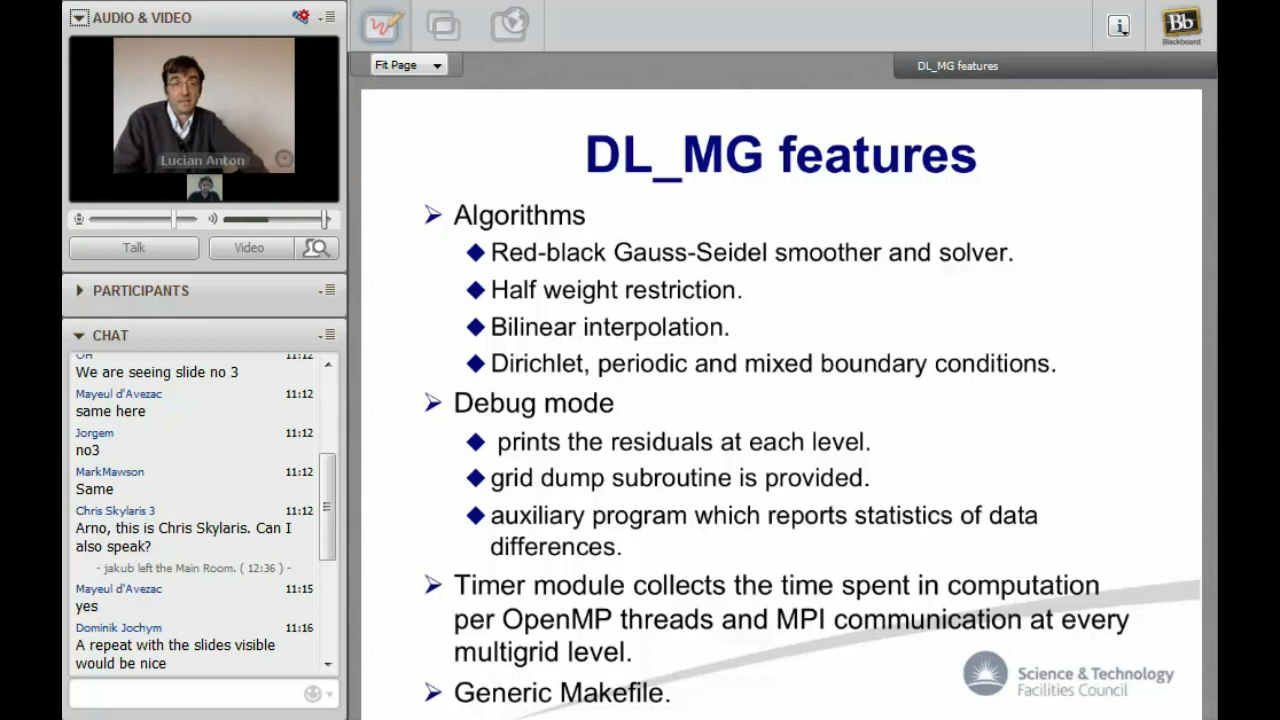 AUDIO & VIDEO
Lucian Anton
Talk
Video
PARTICIPANTS
CHAT
OH 11:12
We are seeing slide no 3
Mayeul d'Avezac 11:12
same here
Jorgem 11:12
no3
MarkMawson 11:12
Same
Chris Skylaris 3 11:12
Arno, this is Chris Skylaris. Can I
also speak?
- jakub left the Main Room. ( 12:36 ) -
Mayeul d'Avezac 11:15
yes
Dominik Jochym 11:16
A repeat with the slides visible
would be nice
Fit Page
DL_MG features
i
Bb
Blackboard
DL_MG features
Algorithms
Red-black Gauss-Seidel smoother and solver.
Half weight restriction.
Bilinear interpolation.
Dirichlet, periodic and mixed boundary conditions.
Debug mode
prints the residuals at each level.
grid dump subroutine is provided.
auxiliary program which reports statistics of data
differences.
Timer module collects the time spent in computation
per OpenMP threads and MPI communication at every
multigrid level.
Generic Makefile.
Science & Technology
Facilities Council